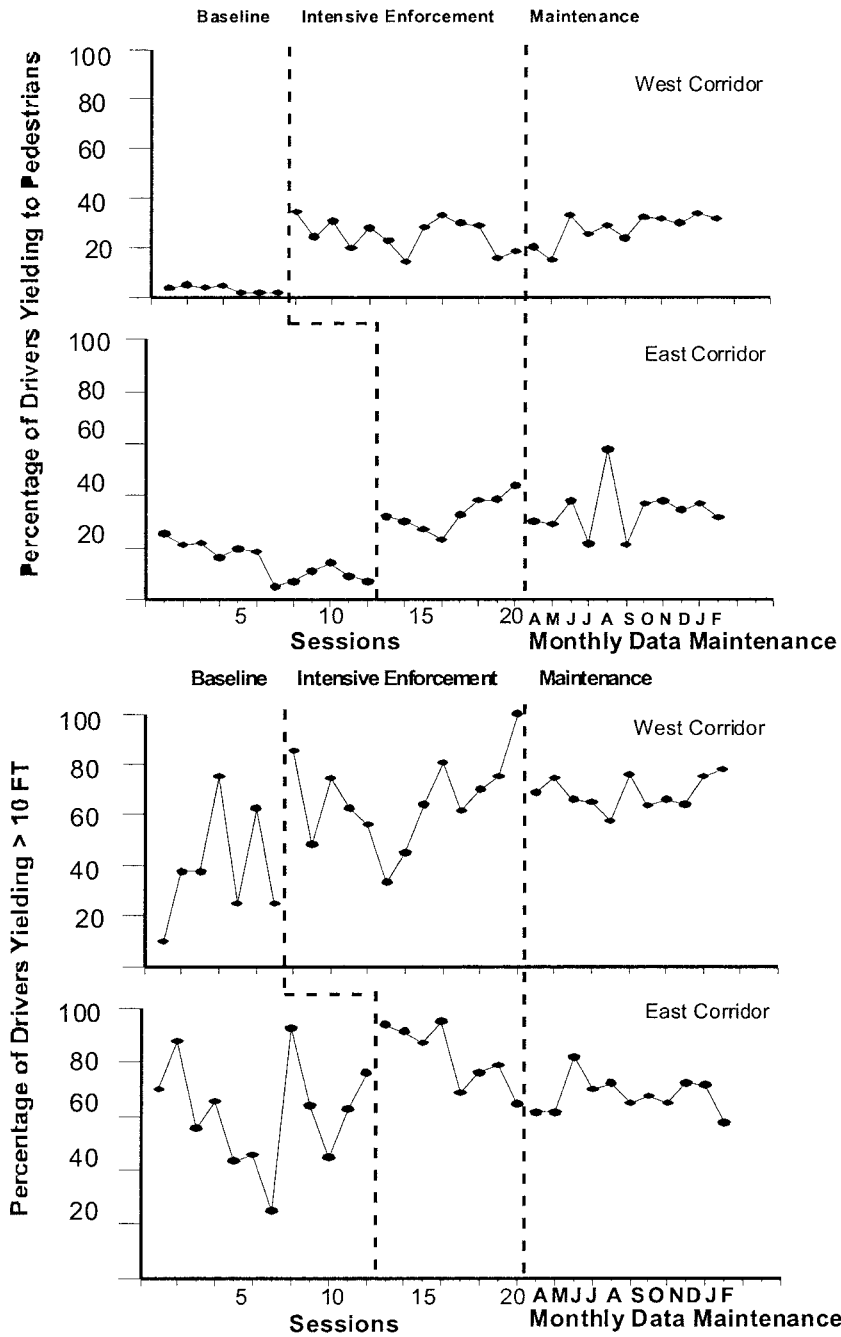 Baseline Intensive Enforcement Maintenance
Percentage of Drivers Yielding to Pedestrians
100
West Corridor
80
60
40
20
100
East Corridor
80
60
40
20
5 10 15 20 A M J J A S O N D J F
Sessions Monthly Data Maintenance
Baseline Intensive Enforcement Maintenance
Percentage of Drivers Yielding > 10 FT
100
West Corridor
80
60
40
20
100
East Corridor
80
60
40
20
5 10 15 20 A M J J A S O N D J F
Sessions Monthly Data Maintenance